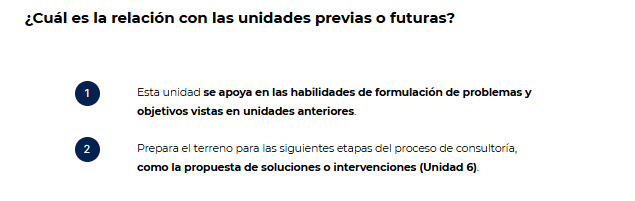 ¿Cuál es la relación con las unidades previas o futuras?
1
Esta unidad se apoya en las habilidades de formulación de problemas y
objetivos vistas en unidades anteriores.
2
Prepara el terreno para las siguientes etapas del proceso de consultoría,
como la propuesta de soluciones o intervenciones (Unidad 6).